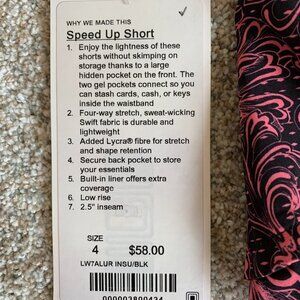 WHY WE MADE THIS
Speed Up Short
1. Enjoy the lightness of these
shorts without skimping on
storage thanks to a large
hidden pocket on the front. The
two gel pockets connect so you
can stash cards, cash, or keys
inside the waistband
2. Four-way stretch, sweat-wicking
Swift fabric is durable and
lightweight
3. Added Lycra® fibre for stretch
and shape retention
4. Secure back pocket to store
your essentials
5. Built-in liner offers extra
coverage
6. Low rise
7. 2.5" inseam
SIZE
4 $58.00
LW7ALUR INSU/BLK